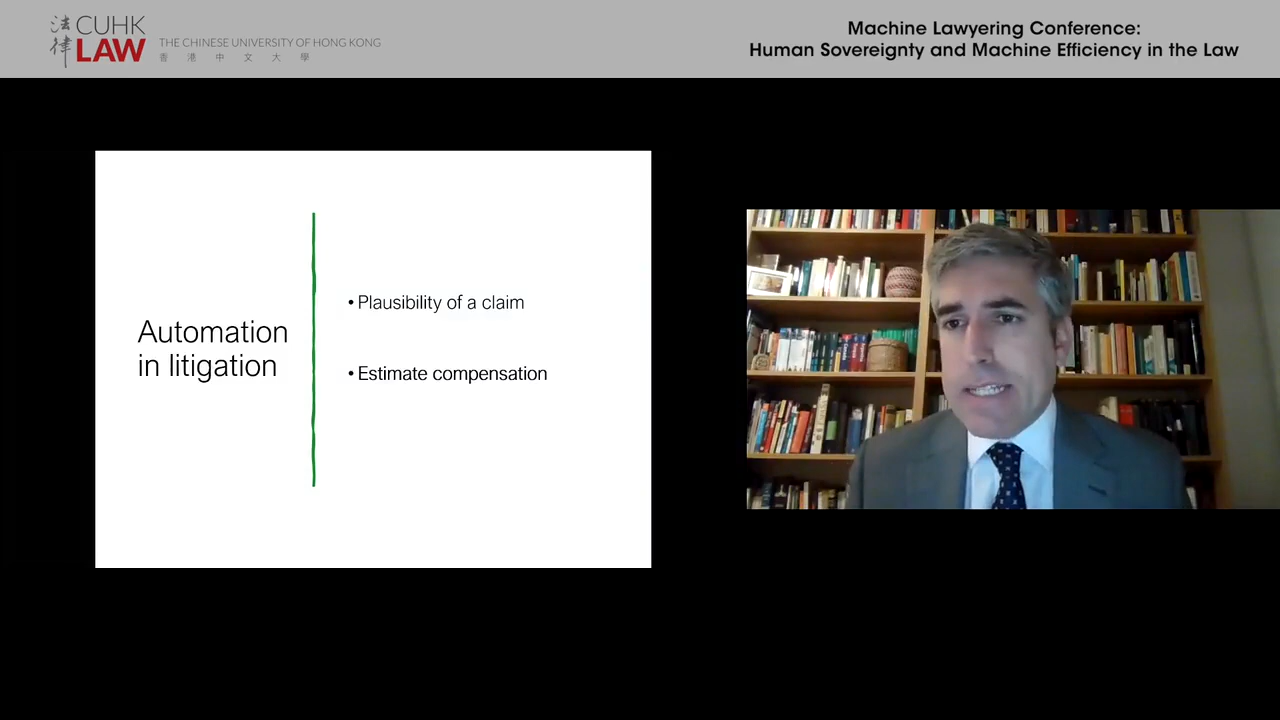 法律
CUHK
LAW
THE CHINESE UNIVERSITY OF HONG KONG
香港中文大學
Machine Lawyering Conference:
Human Sovereignty and Machine Efficiency in the Law
Automation
in litigation
• Plausibility of a claim
• Estimate compensation